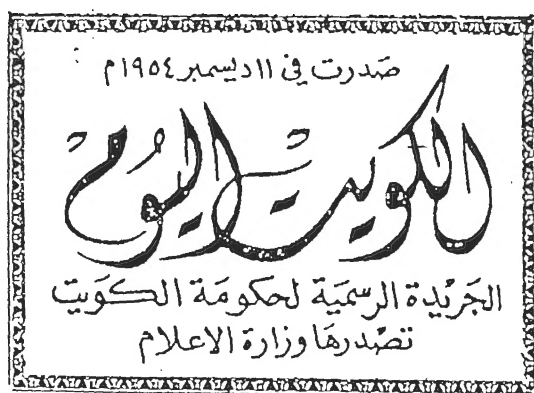 صدرت في ١١ ديسمبر ١٩٥٤م
الكويت اليوم
الجريدة الرسمية لحكومة الكويت
تصدرها وزارة الاعلام